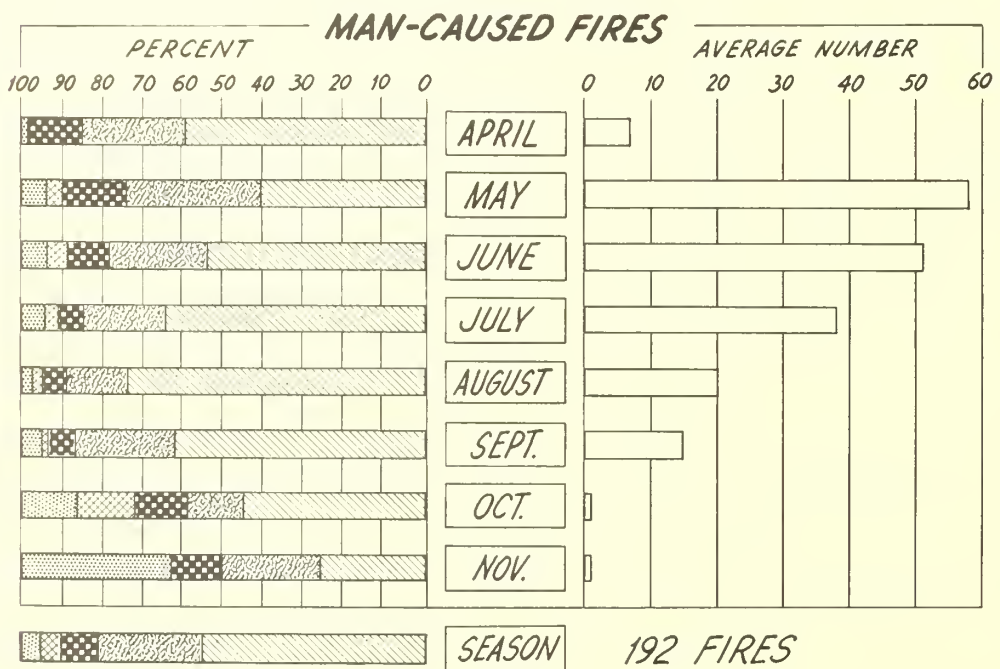 MAN-CAUSED FIRES
PERCENT
AVERAGE NUMBER
100 90 80 70 60 50 40 30 20 10 0
0 10 20 30 40 50 60
APRIL
MAY
JUNE
JULY
AUGUST
SEPT.
OCT.
NOV.
SEASON
192 FIRES